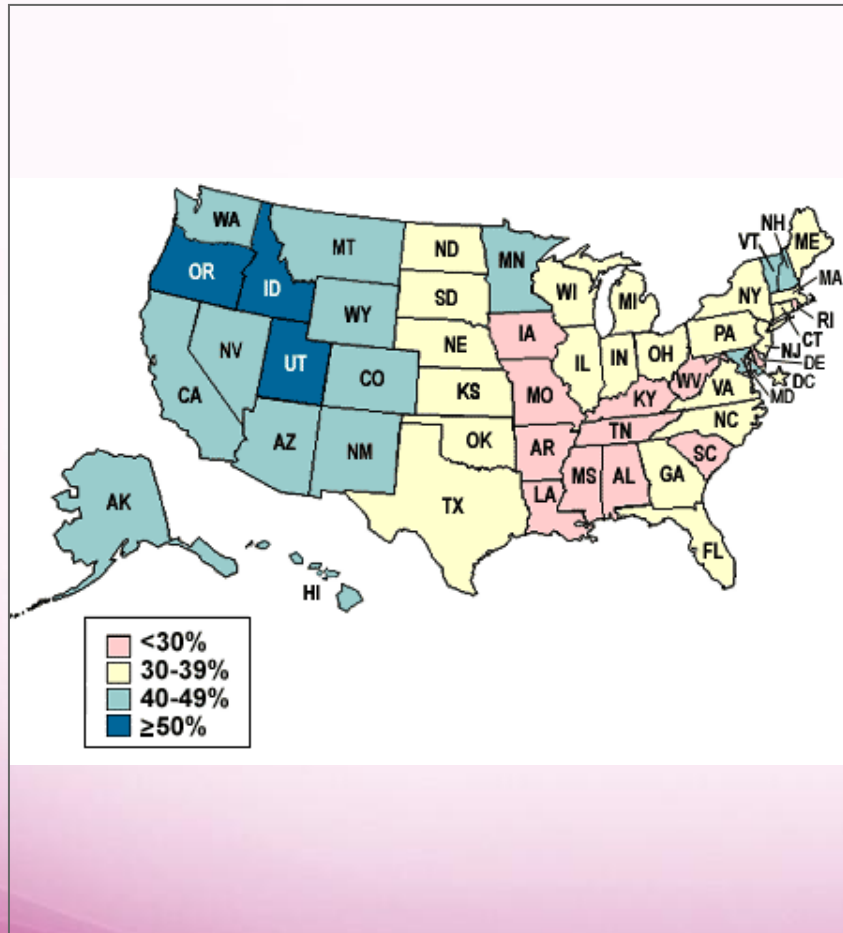 WA
MT
ND
MN
VT
NH
ME
OR
ID
SD
WI
MI
NY
MA
WY
RI
IA
PA
CT
NE
NV
UT
IL
IN
OH
NJ
DE
CA
CO
KS
MO
KY
WV
VA
MD
DC
AZ
NM
OK
TN
NC
AR
SC
MS
AL
GA
AK
TX
LA
FL
HI
<30%
30-39%
40-49%
≥50%